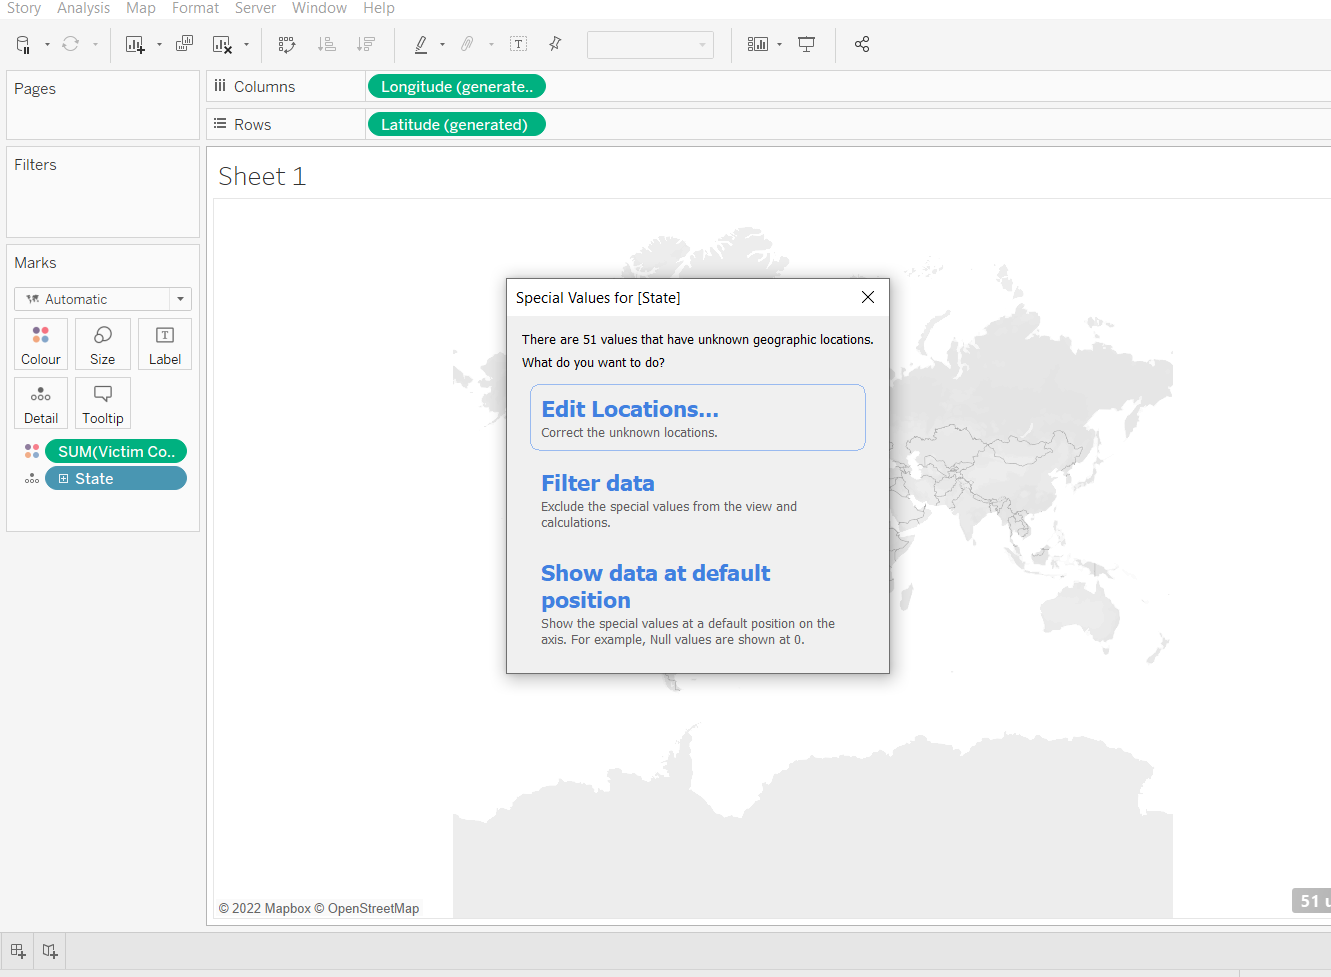 Story Analysis Map Format Server Window Help
Pages
Columns
Longitude (generate..
Rows
Latitude (generated)
Filters
Sheet 1
Marks
Automatic
Colour Size Label
Detail Tooltip
SUM(Victim Co..
State
Special Values for [State]
There are 51 values that have unknown geographic locations.
What do you want to do?
Edit Locations...
Correct the unknown locations.
Filter data
Exclude the special values from the view and
calculations.
Show data at default
position
Show the special values at a default position on the
axis. For example, Null values are shown at 0.
© 2022 Mapbox © OpenStreetMap
51 u